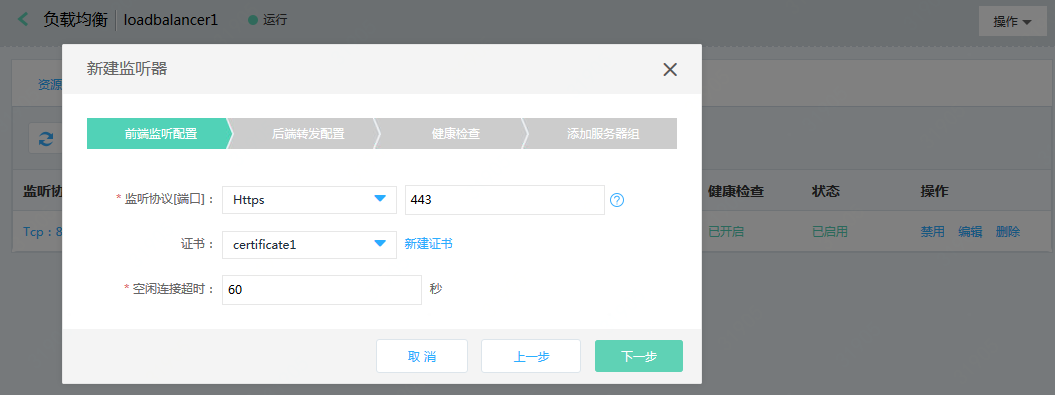 负载均衡 loadbalancer1 运行 操作
新建监听器
资源
前端监听配置 后端转发配置 健康检查 添加服务器组
监听协 健康检查 状态 操作
* 监听协议[端口]： Https 443
Tcp：8 已开启 已启用 禁用 编辑 删除
证书： certificate1 新建证书
* 空闲连接超时： 60 秒
取 消 上一步 下一步